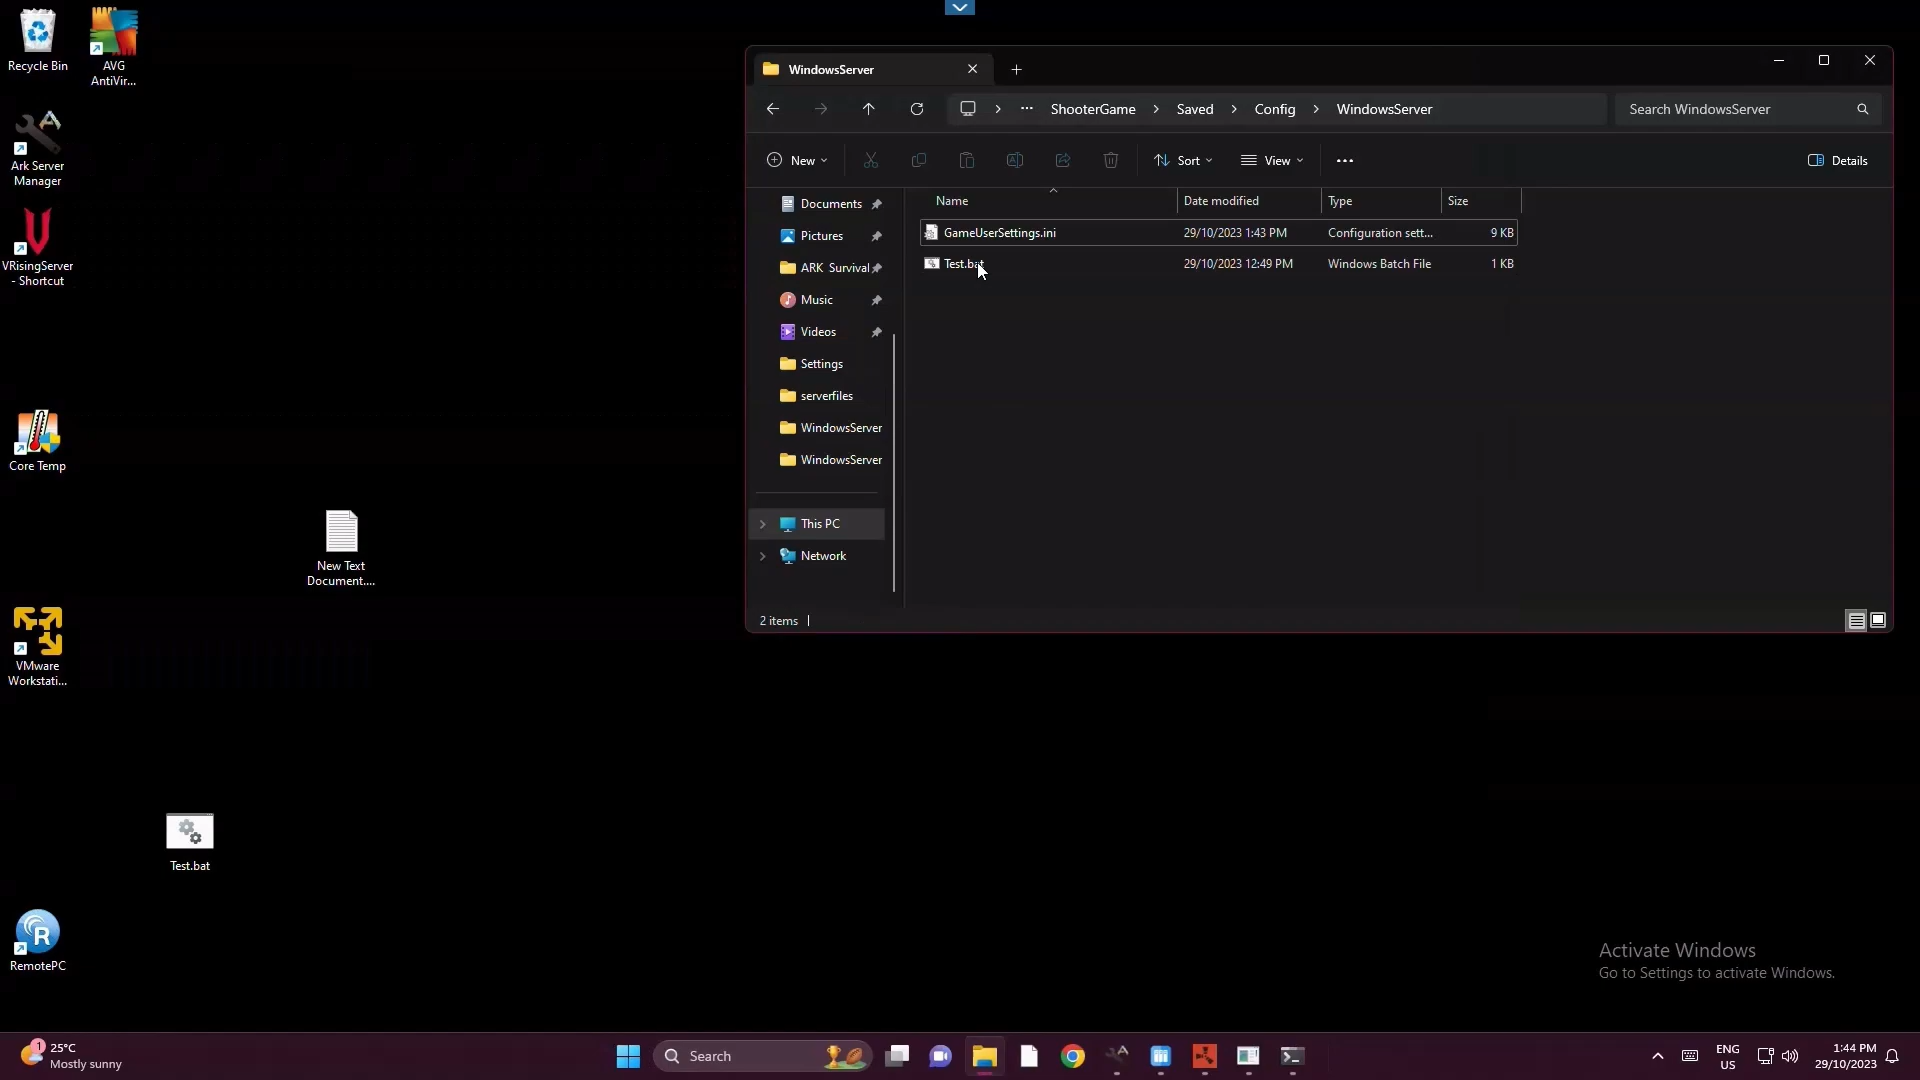 Recycle Bin
AVG
AntiVir...
Ark Server
Manager
VRisingServer
- Shortcut
Core Temp
New Text
Document....
VMware
Workstati...
Test.bat
RemotePC
WindowsServer
ShooterGame
Saved
Config
WindowsServer
Search WindowsServer
New
Sort
View
Details
Documents
Pictures
ARK Survival
Music
Videos
Settings
serverfiles
WindowsServer
WindowsServer
This PC
Network
Name Date modified Type Size
GameUserSettings.ini 29/10/2023 1:43 PM Configuration sett... 9 KB
Test.bat 29/10/2023 12:49 PM Windows Batch File 1 KB
2 items
Activate Windows
Go to Settings to activate Windows.
1
25°C
Mostly sunny
Search
ENG
US
1:44 PM
29/10/2023